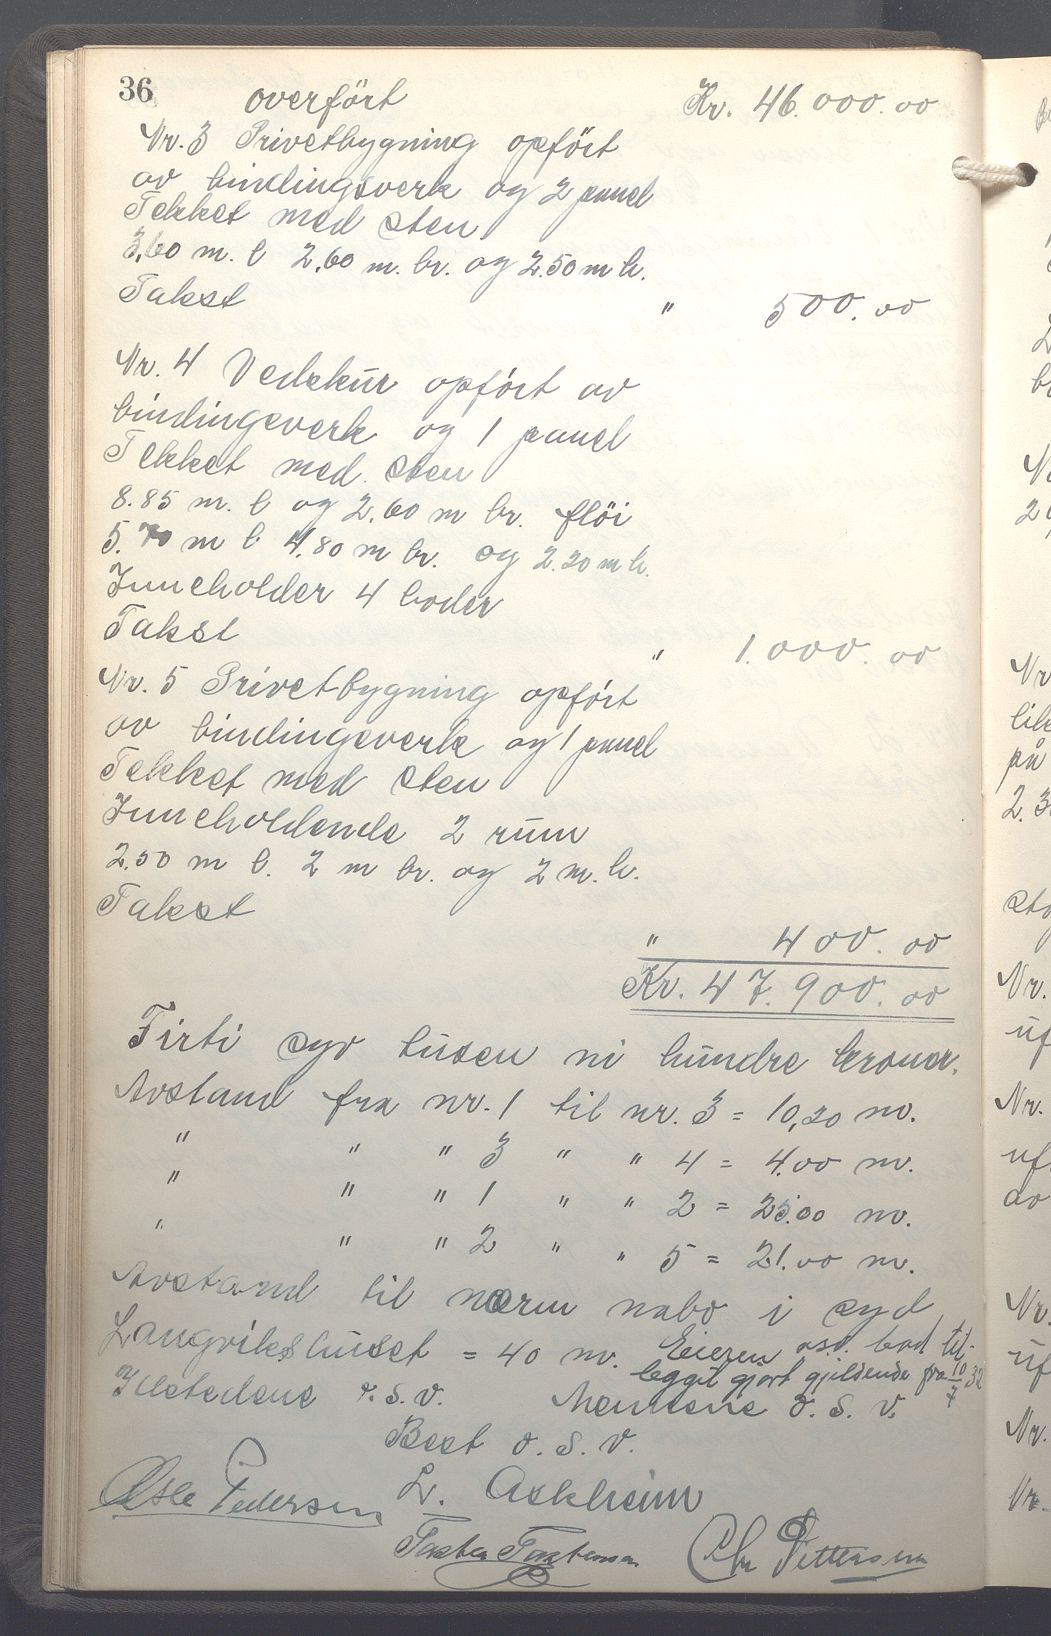 36
overført Kr. 46.000.00
Nr. 3 Privetbygning opført
av bindingsverk og 2 panel
Tekket med sten
3,60 m. l 2,60 m. br. og 2.50 m h.
Takst " 500.00
Nr. 4 Vedskur opført av
bindingsverk og 1 panel
Tekket med sten
8.85 m. l og 2,60 m br. fløi
5.70 m l 4.80 m br. og 2.20 m h.
Inneholder 4 boder
Takst " 1.000.00
Nr. 5 Privetbygning opført
av bindingsverk og 1 panel
Tekket med sten
Inneholdende 2 rum
2,50 m l. 2 m br. og 2 m. h.
Takst
" 400.00
Kr. 47.900.00
Firti syv tusen ni hundre kroner.
Avstand fra nr. 1 til nr. 3 = 10,20 m.
" " " 3 " " 4 = 4.00 m.
" " " 1 " " 2 = 25.00 m.
" " " 2 " " 5 = 21.00 m.
Avstand til nærm nabo i syd
Langvikshuset = 40 m. Eieren osv. bad til-
leggit gjort gjeldende fra 10/7 32
Ildstedene o. s. v. Mennene o. s. v.
Best o. s. v.
Osle Pedersen L. Askheim
Chr Pettersen